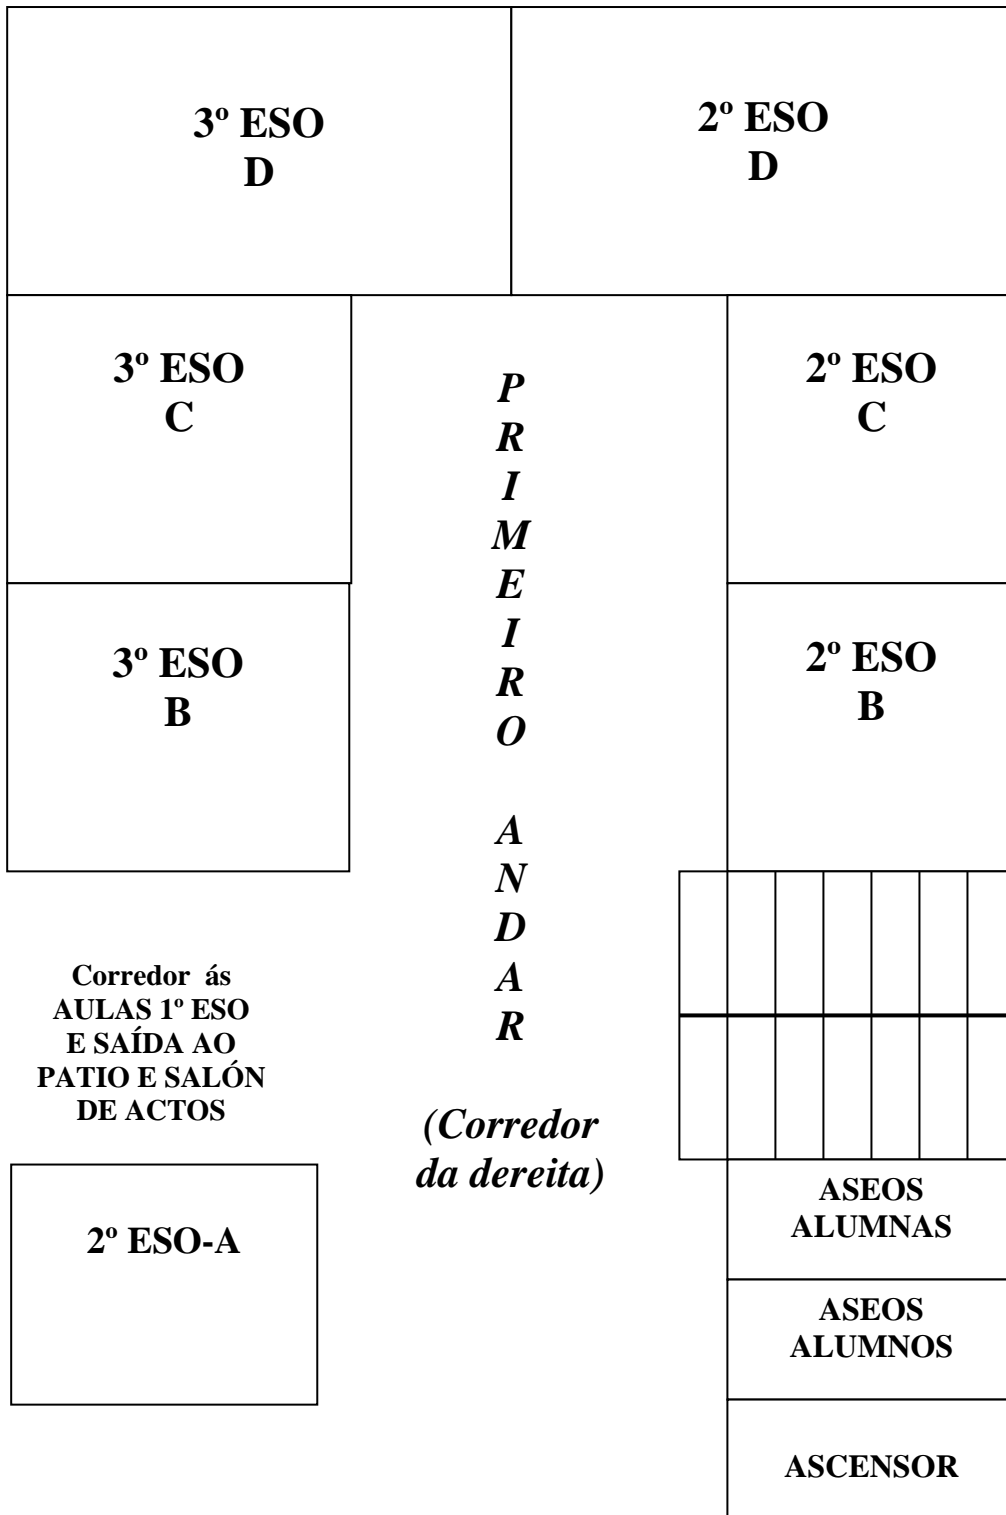 3º ESO
D
2º ESO
D
3º ESO
C
2º ESO
C
3º ESO
B
2º ESO
B
P
R
I
M
E
I
R
O
A
N
D
A
R
(Corredor
da dereita)
Corredor ás
AULAS 1º ESO
E SAÍDA AO
PATIO E SALÓN
DE ACTOS
2º ESO-A
ASEOS
ALUMNAS
ASEOS
ALUMNOS
ASCENSOR